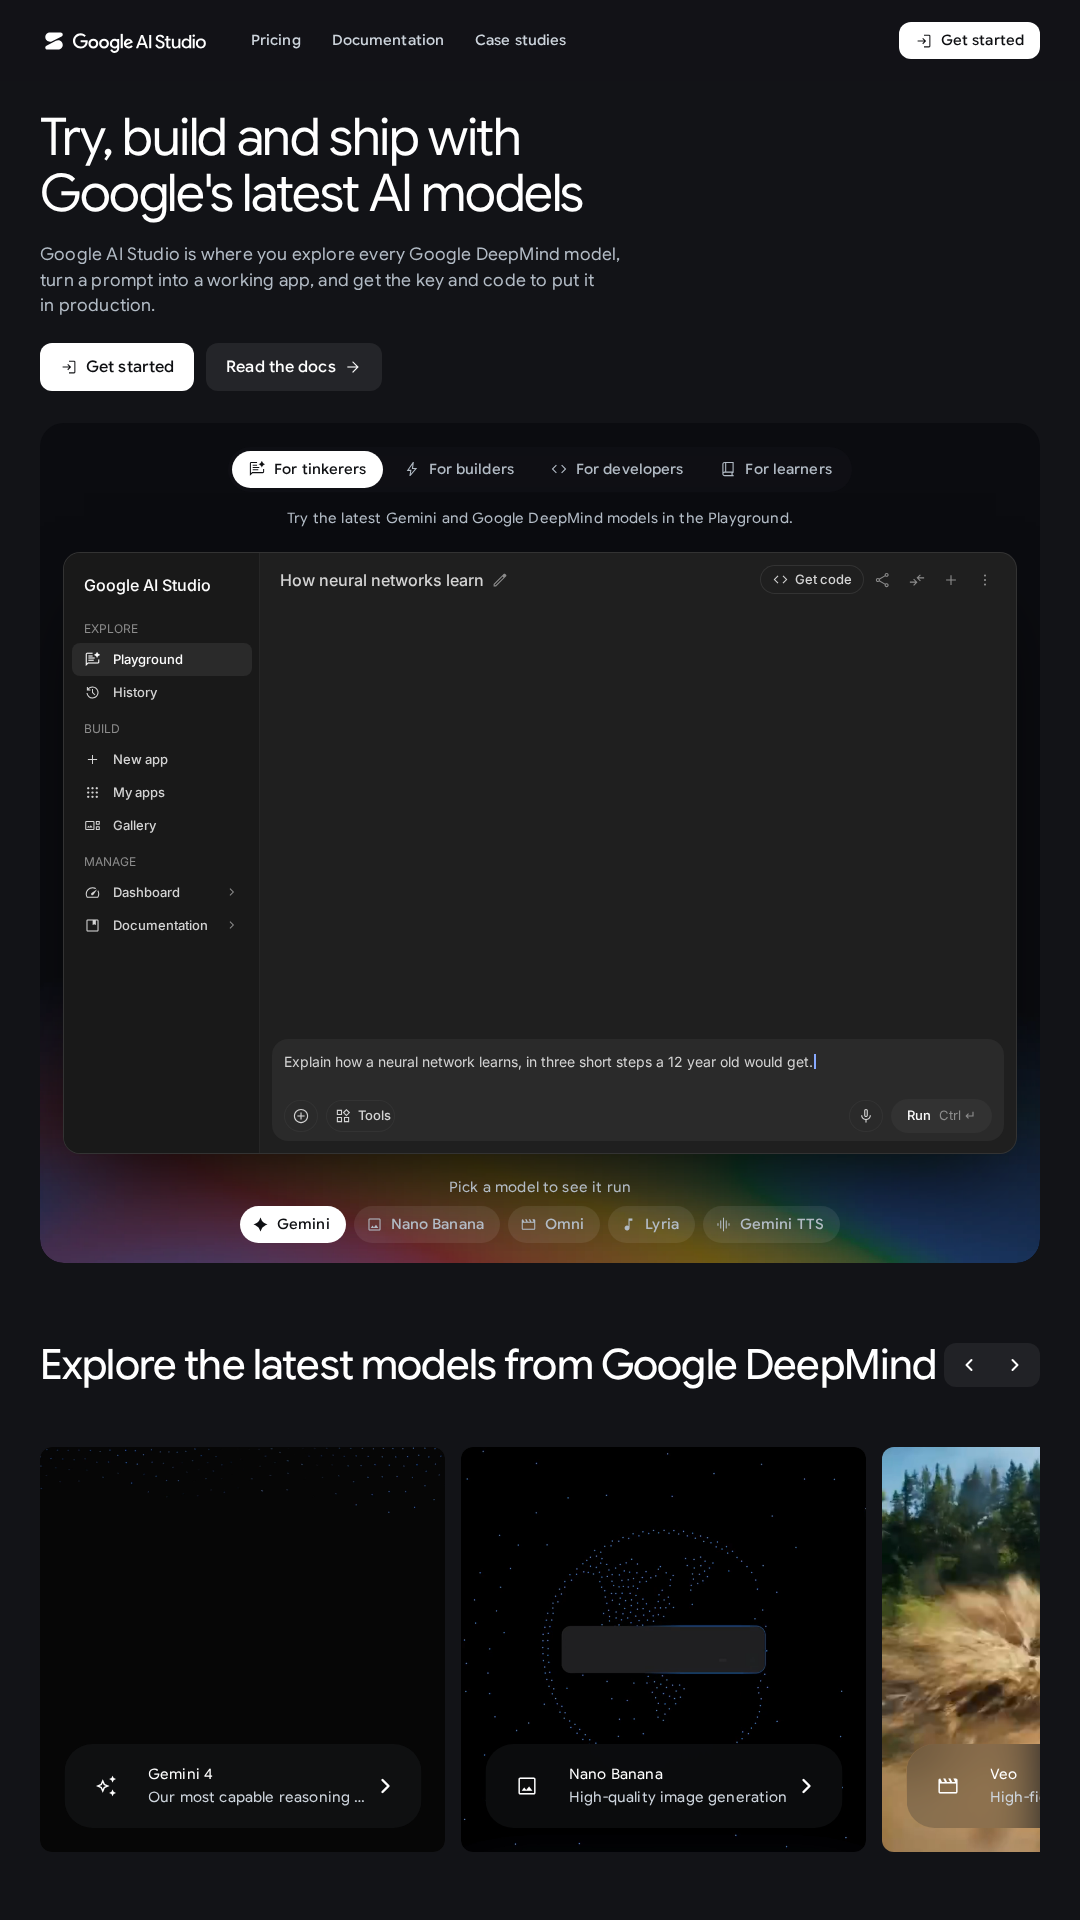 Google AI Studio
Pricing
Documentation
Case studies
Get started
Try, build and ship with
Google's latest AI models
Google AI Studio is where you explore every Google DeepMind model,
turn a prompt into a working app, and get the key and code to put it
in production.
Get started
Read the docs
For tinkerers
For builders
For developers
For learners
Try the latest Gemini and Google DeepMind models in the Playground.
Google AI Studio
How neural networks learn
Get code
EXPLORE
Playground
History
BUILD
New app
My apps
Gallery
MANAGE
Dashboard
Documentation
Explain how a neural network learns, in three short steps a 12 year old would get.
Tools
Run Ctrl ↵
Pick a model to see it run
Gemini
Nano Banana
Omni
Lyria
Gemini TTS
Explore the latest models from Google DeepMind
Gemini 4
Our most capable reasoning ...
Nano Banana
High-quality image generation
Veo
High-fi